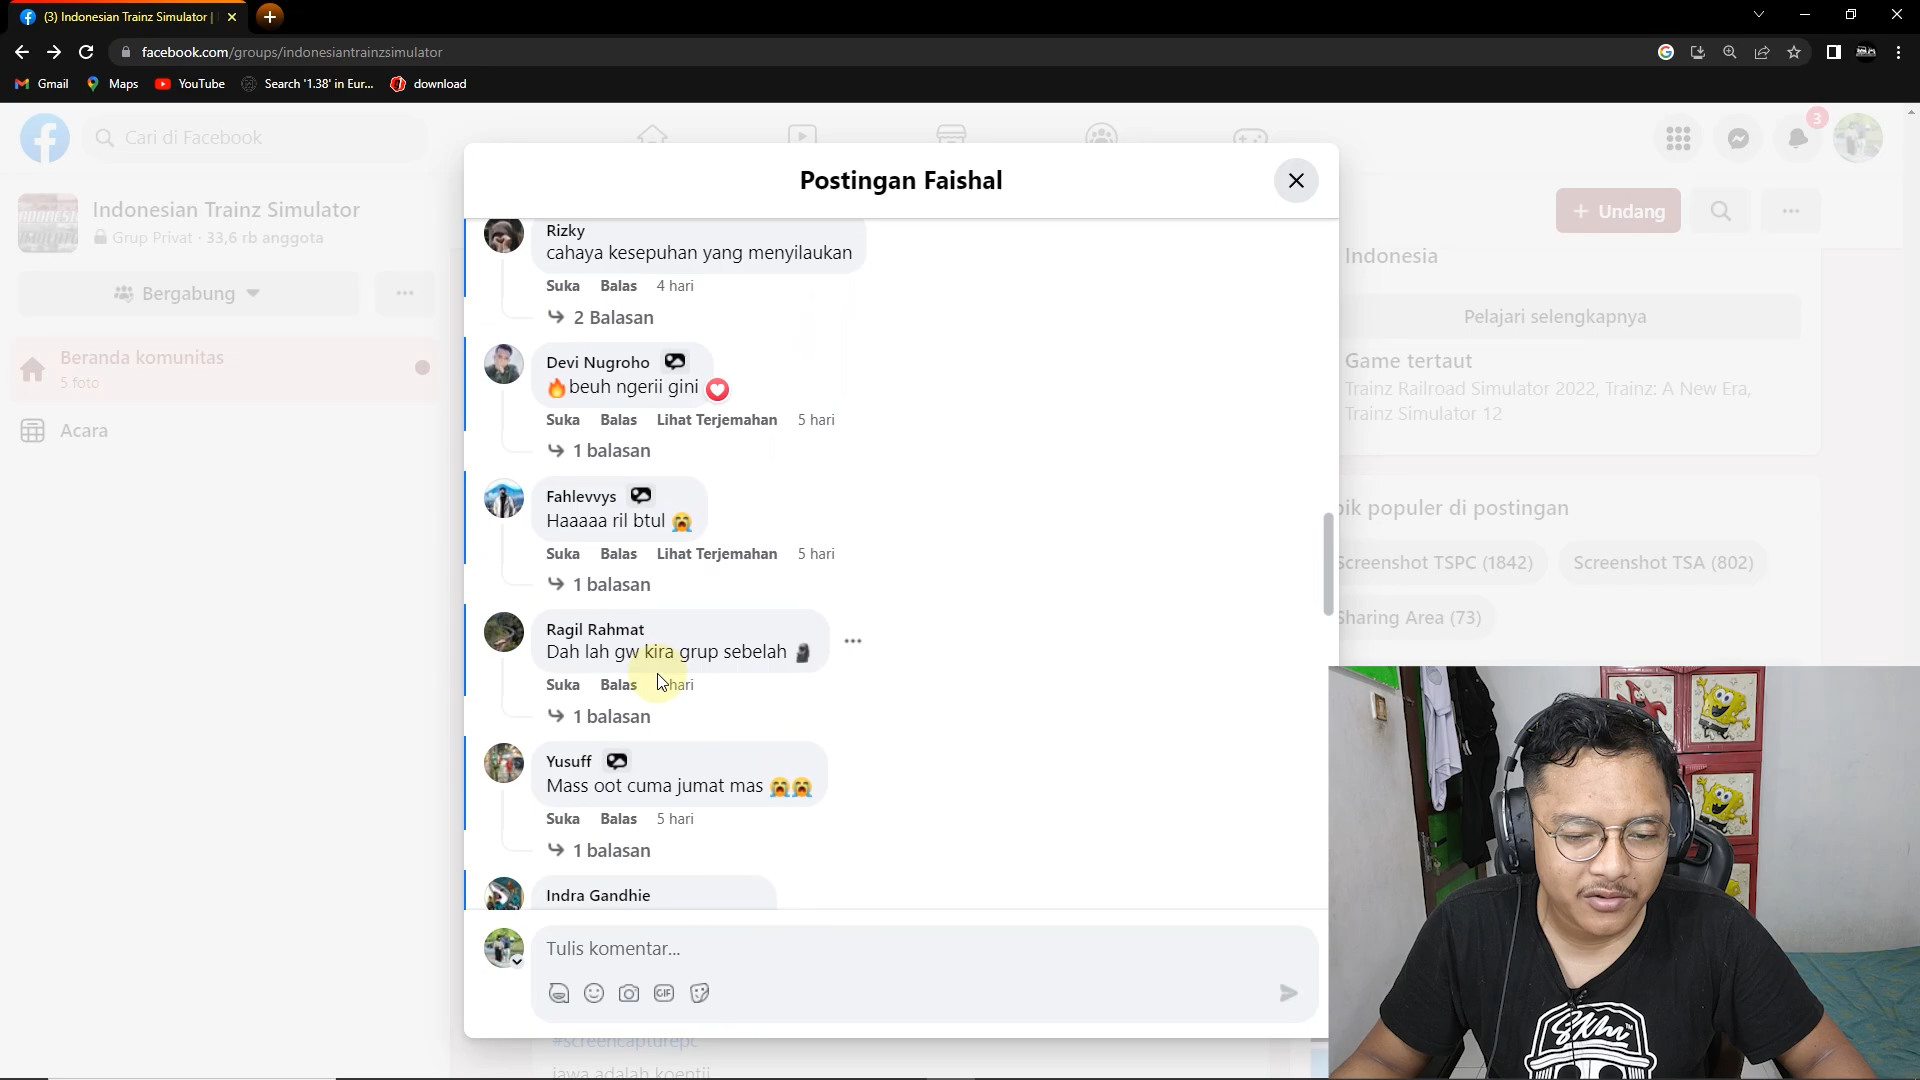 (3) Indonesian Trainz Simulator |
facebook.com/groups/indonesiantrainzsimulator
Gmail
Maps
YouTube
Search '1.38' in Eur...
download
Cari di Facebook
3
Indonesian Trainz Simulator
Grup Privat · 33,6 rb anggota
Bergabung
Beranda komunitas
5 foto
Acara
Postingan Faishal
Rizky
cahaya kesepuhan yang menyilaukan
Suka Balas 4 hari
2 Balasan
Devi Nugroho
🔥beuh ngerii gini
Suka Balas Lihat Terjemahan 5 hari
1 balasan
Fahlevvys
Haaaaa ril btul 😭
Suka Balas Lihat Terjemahan 5 hari
1 balasan
Ragil Rahmat
Dah lah gw kira grup sebelah 🗿
Suka Balas hari
1 balasan
Yusuff
Mass oot cuma jumat mas 😭😭
Suka Balas 5 hari
1 balasan
Indra Gandhie
Tulis komentar...
GIF
#screencapturepc
jawa adalah koentji
+ Undang
Indonesia
Pelajari selengkapnya
Game tertaut
Trainz Railroad Simulator 2022, Trainz: A New Era,
Trainz Simulator 12
pik populer di postingan
Screenshot TSPC (1842)
Screenshot TSA (802)
Sharing Area (73)